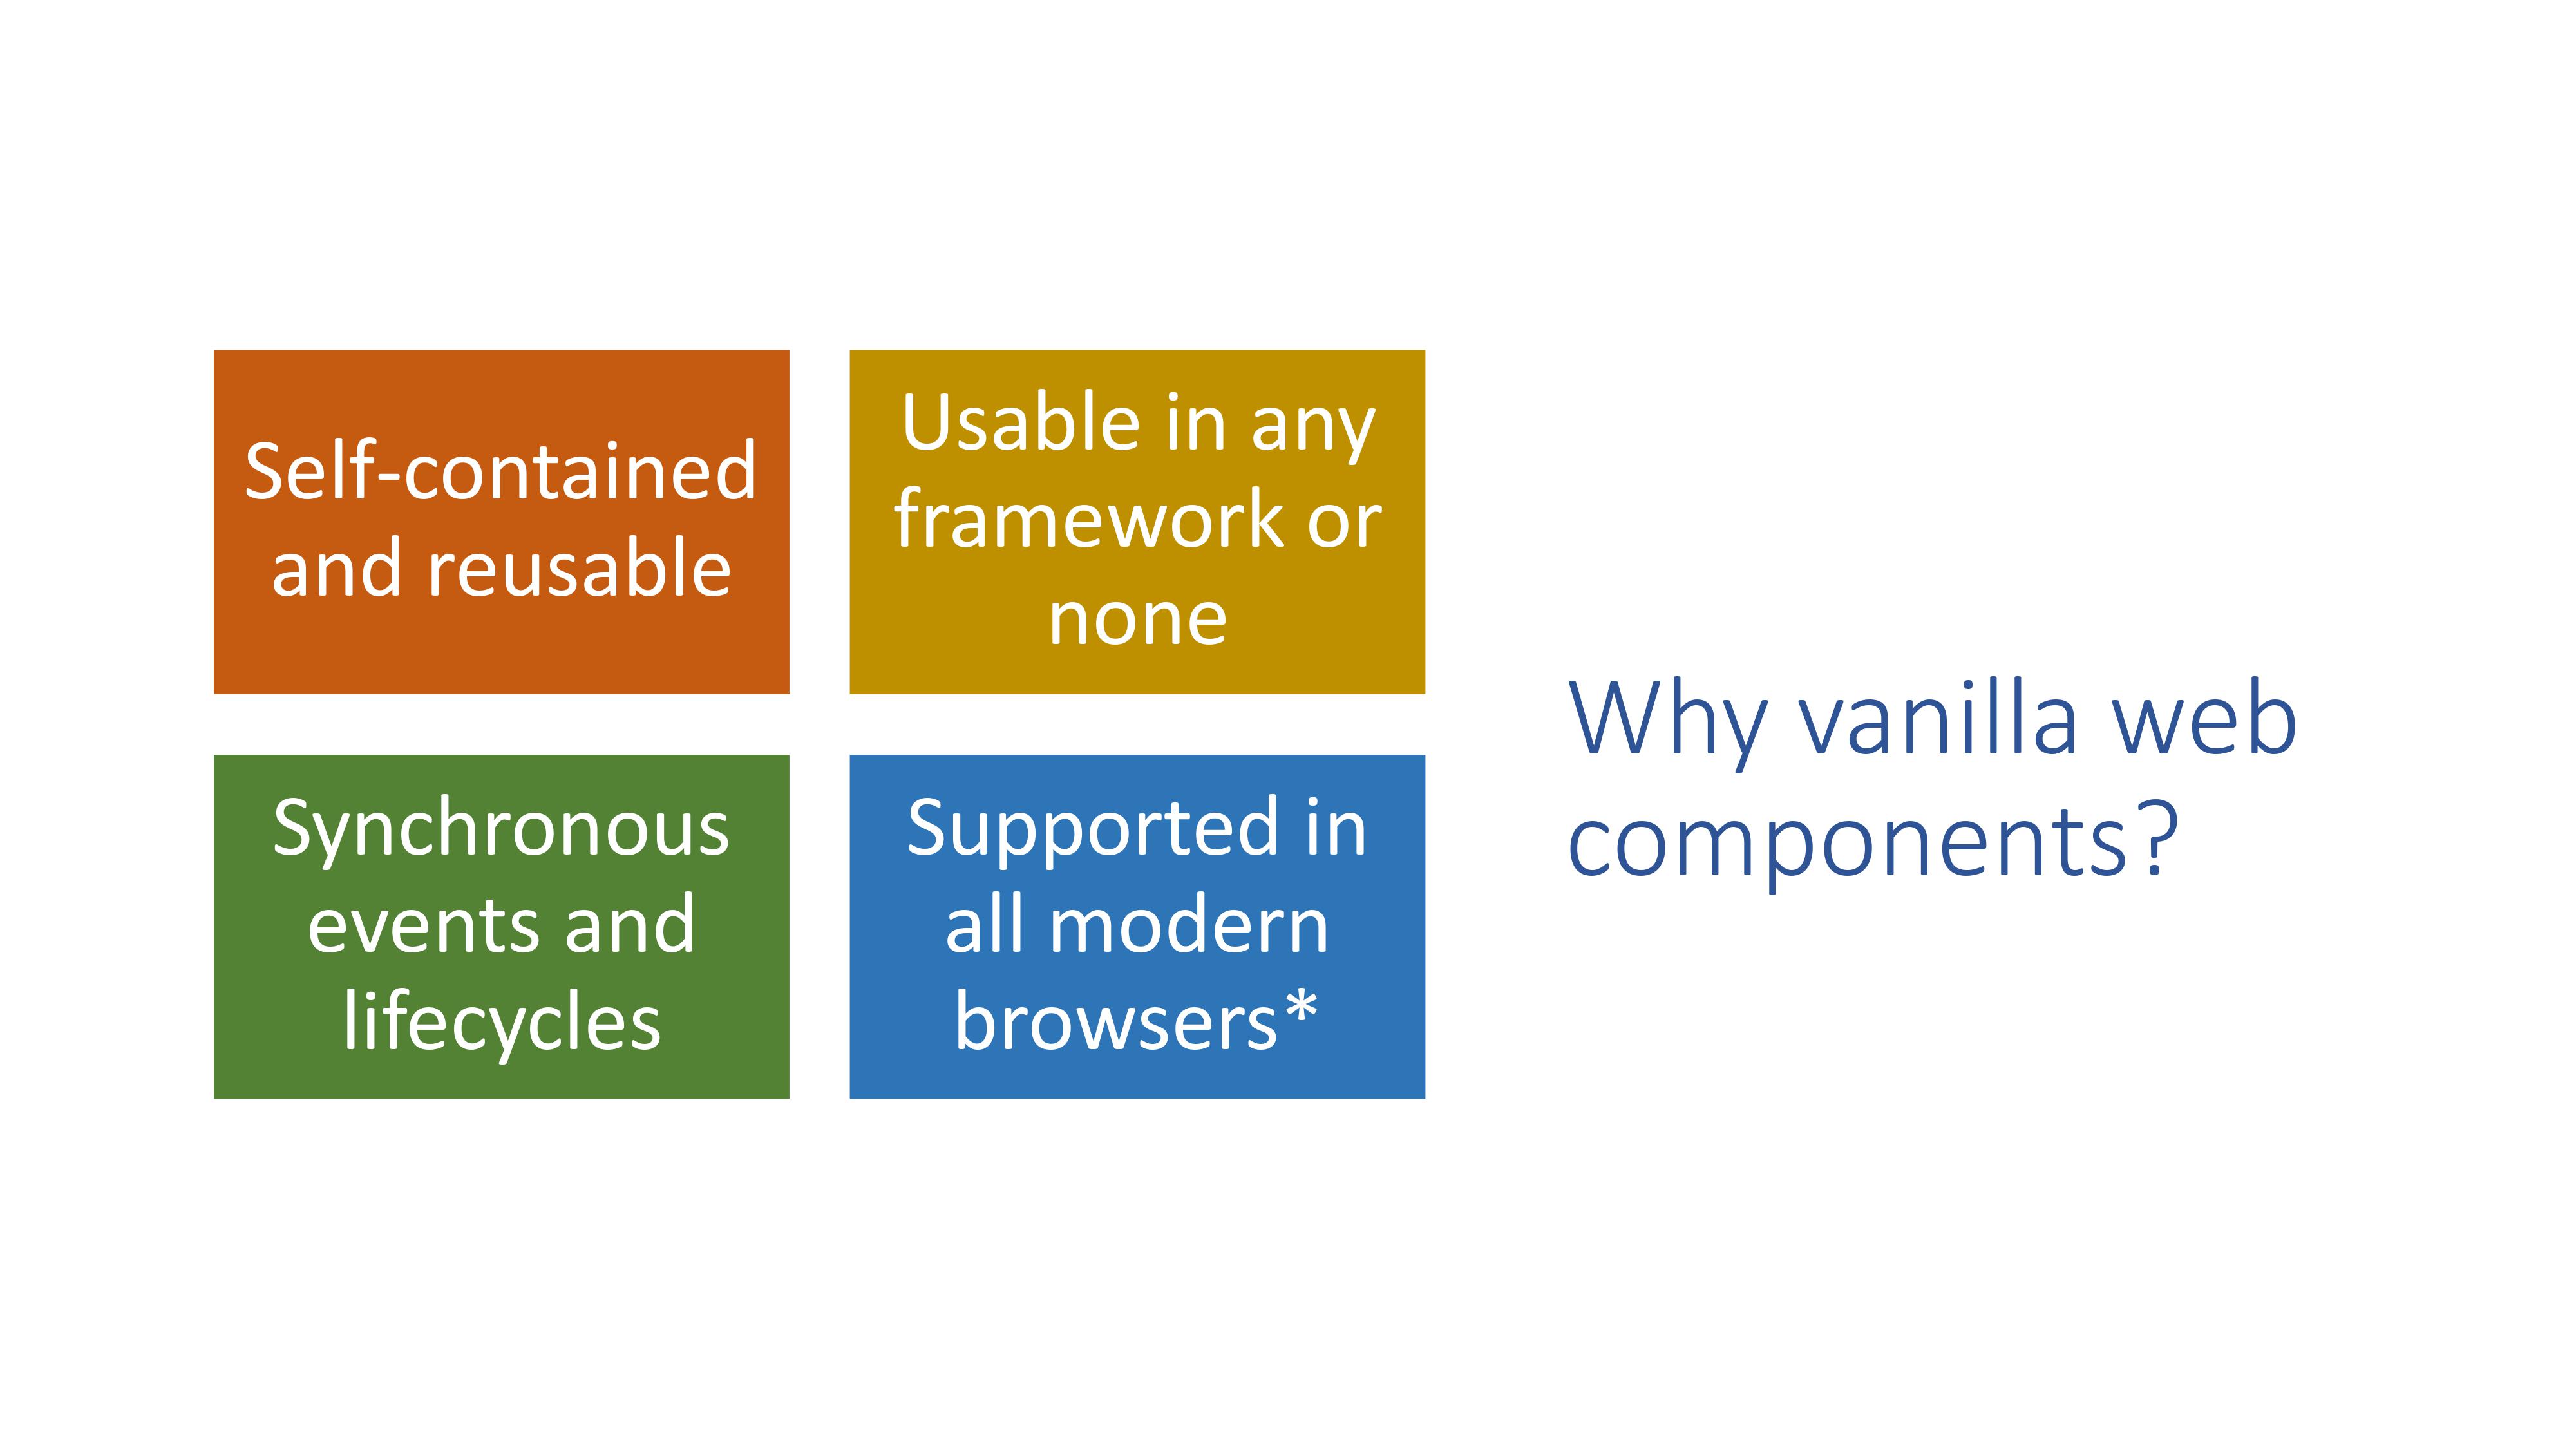 Self-contained
and reusable
Usable in any
framework or
none
Synchronous
events and
lifecycles
Supported in
all modern
browsers*
Why vanilla web
components?